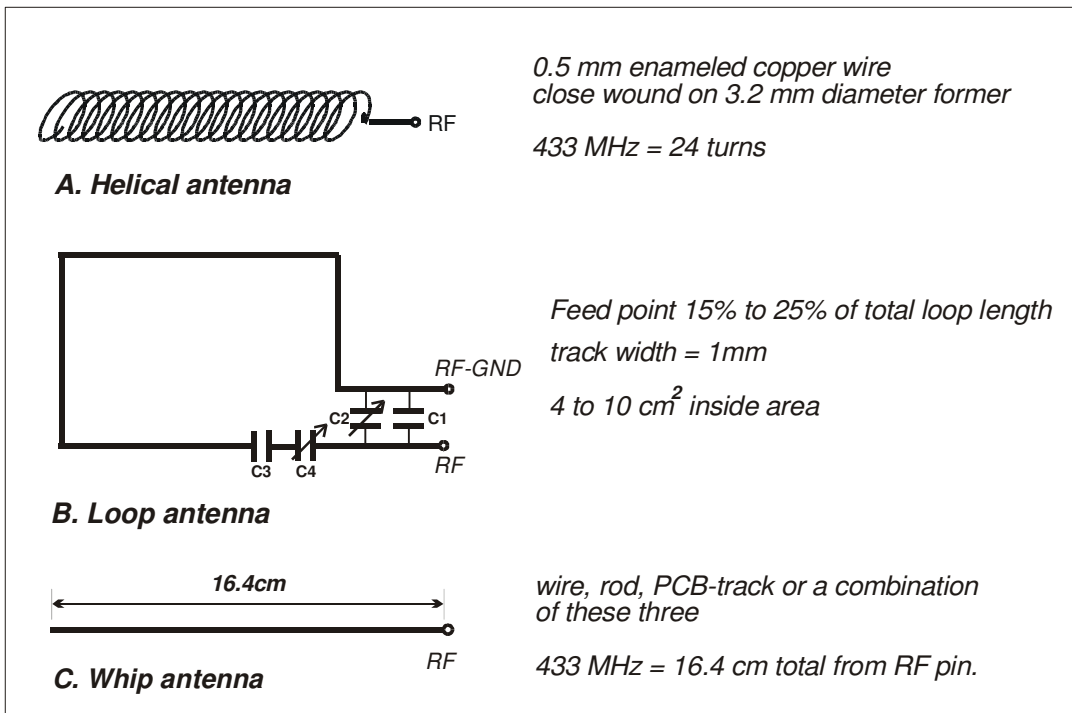 0.5 mm enameled copper wire
close wound on 3.2 mm diameter former
RF
433 MHz = 24 turns
A. Helical antenna
Feed point 15% to 25% of total loop length
track width = 1mm
RF-GND
4 to 10 cm² inside area
C2
C1
RF
C3
C4
B. Loop antenna
16.4cm
wire, rod, PCB-track or a combination
of these three
RF
433 MHz = 16.4 cm total from RF pin.
C. Whip antenna